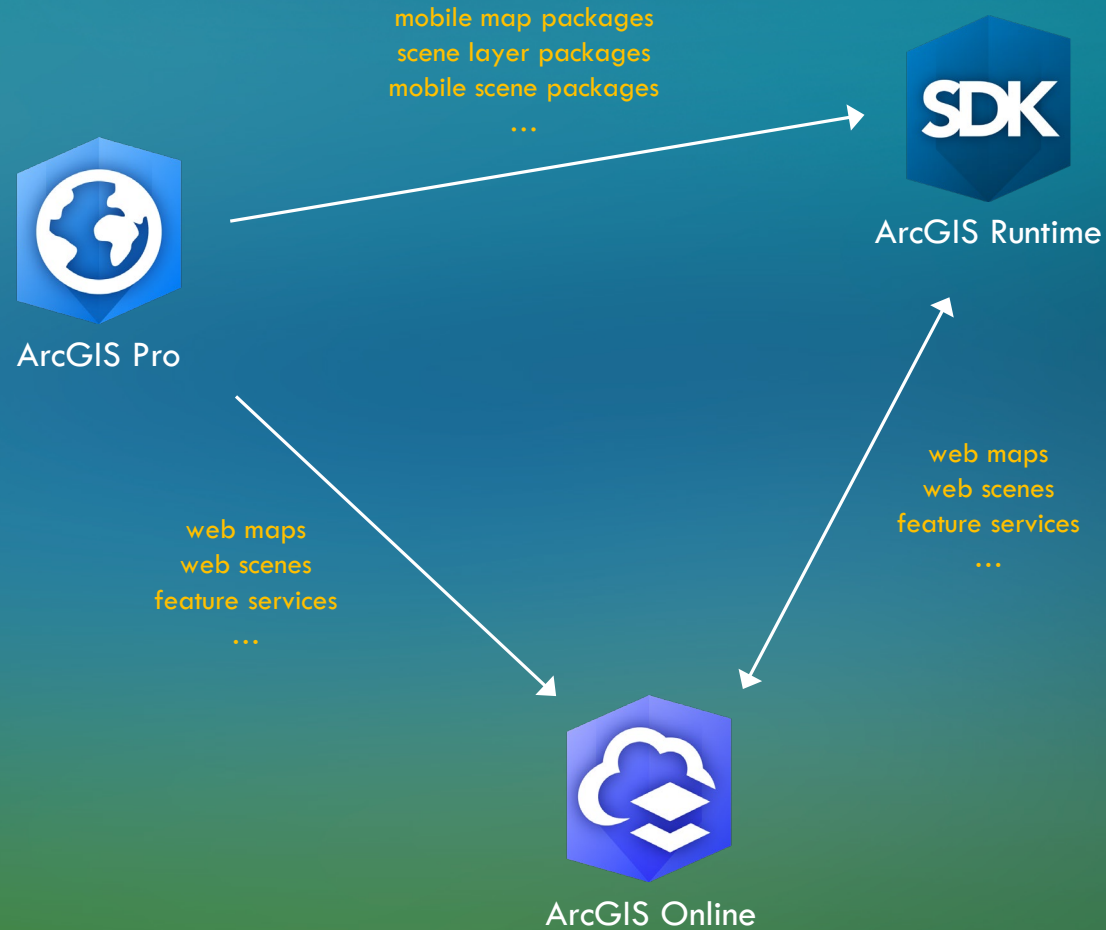 mobile map packages
scene layer packages
mobile scene packages
...
SDK
ArcGIS Runtime
ArcGIS Pro
web maps
web scenes
feature services
...
web maps
web scenes
feature services
...
ArcGIS Online